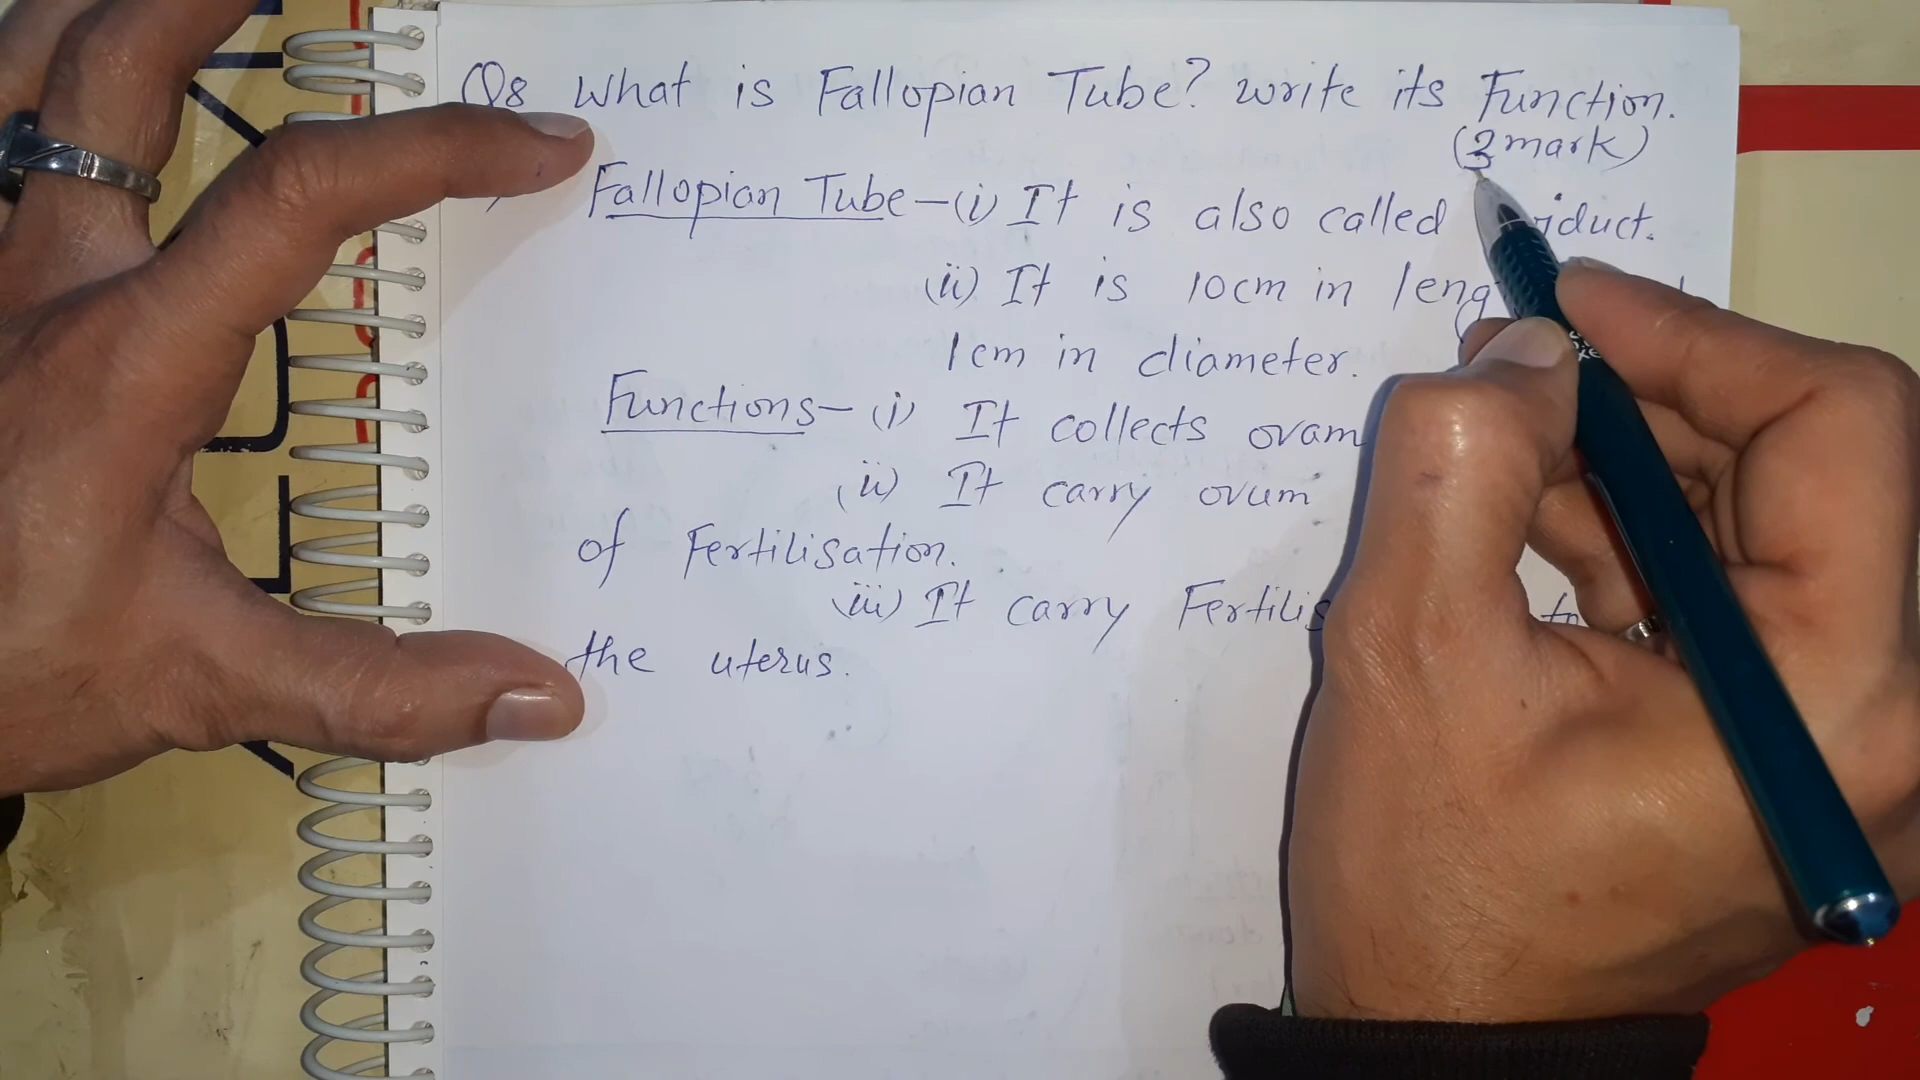 Q8 What is Fallopian Tube? write its Function.
(3 mark)
Fallopian Tube - (i) It is also called
(ii) It is 10cm in
1cm in diameter.
Functions - (i) It collects ovam
(ii) It carry ovum
of Fertilisation.
(iii) It carry
the uterus.